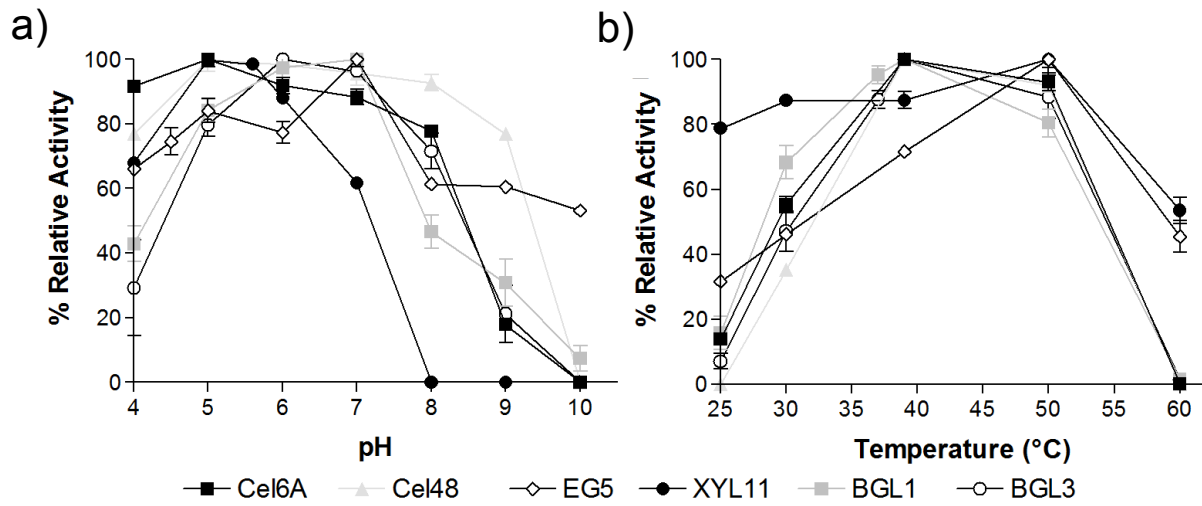 a)
b)
100
80
60
40
20
0
% Relative Activity
4 5 6 7 8 9 10
pH
100
80
60
40
20
0
% Relative Activity
25 30 35 40 45 50 55 60
Temperature (°C)
Cel6A Cel48 EG5 XYL11 BGL1 BGL3